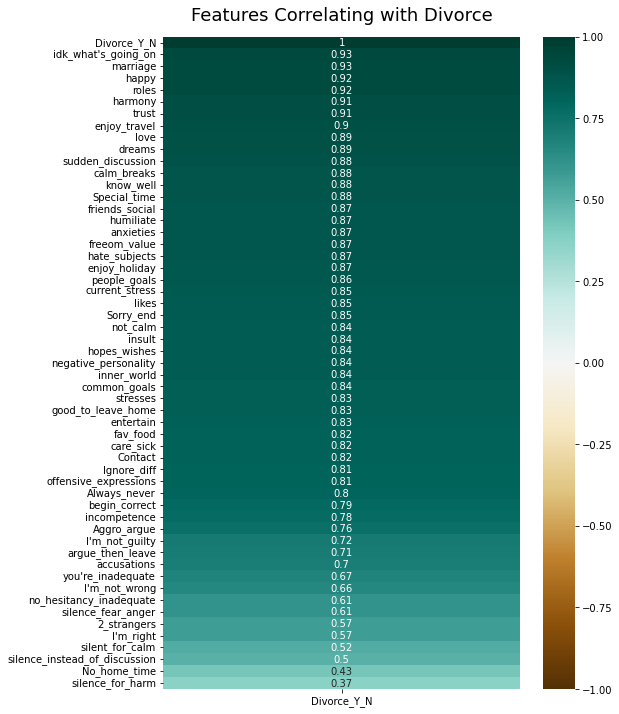 Features Correlating with Divorce
Divorce_Y_N 1
idk_what's_going_on 0.93
marriage 0.93
happy 0.92
roles 0.92
harmony 0.91
trust 0.91
enjoy_travel 0.9
love 0.89
dreams 0.89
sudden_discussion 0.88
calm_breaks 0.88
know_well 0.88
Special_time 0.88
friends_social 0.87
humiliate 0.87
anxieties 0.87
freeom_value 0.87
hate_subjects 0.87
enjoy_holiday 0.87
people_goals 0.86
current_stress 0.85
likes 0.85
Sorry_end 0.85
not_calm 0.84
insult 0.84
hopes_wishes 0.84
negative_personality 0.84
inner_world 0.84
common_goals 0.84
stresses 0.83
good_to_leave_home 0.83
entertain 0.83
fav_food 0.82
care_sick 0.82
Contact 0.82
Ignore_diff 0.81
offensive_expressions 0.81
Always_never 0.8
begin_correct 0.79
incompetence 0.78
Aggro_argue 0.76
I'm_not_guilty 0.72
argue_then_leave 0.71
accusations 0.7
you're_inadequate 0.67
I'm_not_wrong 0.66
no_hesitancy_inadequate 0.61
silence_fear_anger 0.61
2_strangers 0.57
I'm_right 0.57
silent_for_calm 0.52
silence_instead_of_discussion 0.5
No_home_time 0.43
silence_for_harm 0.37
Divorce_Y_N
1.00
0.75
0.50
0.25
0.00
−0.25
−0.50
−0.75
−1.00